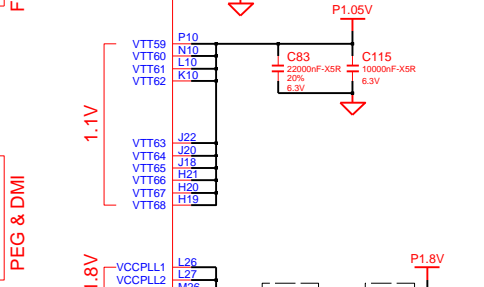 F
P1.05V
VTT59 P10
VTT60 N10
VTT61 L10
VTT62 K10
C83
22000nF-X5R
20%
6.3V
C115
10000nF-X5R
6.3V
1.1V
VTT63 J22
VTT64 J20
VTT65 J18
VTT66 H21
VTT67 H20
VTT68 H19
PEG & DMI
P1.8V
.8V
VCCPLL1 L26
VCCPLL2 L27
M26